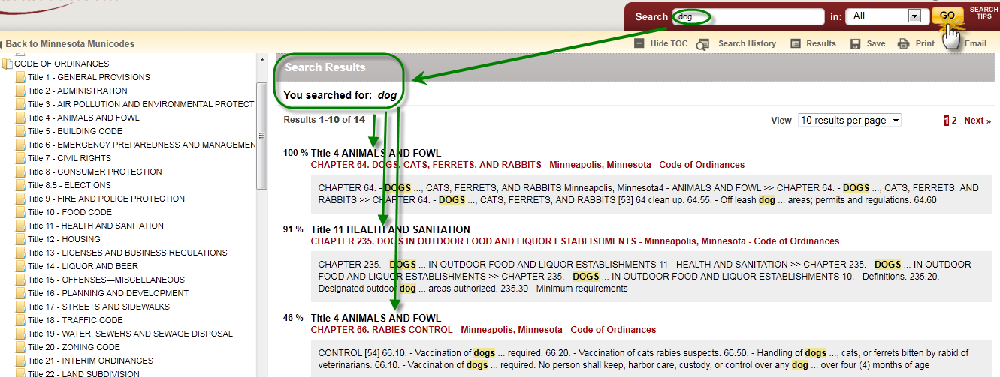 Search dog in: All GO SEARCH TIPS
Back to Minnesota Municodes
Hide TOC Search History Results Save Print Email
CODE OF ORDINANCES
Title 1 - GENERAL PROVISIONS
Title 2 - ADMINISTRATION
Title 3 - AIR POLLUTION AND ENVIRONMENTAL PROTECTI
Title 4 - ANIMALS AND FOWL
Title 5 - BUILDING CODE
Title 6 - EMERGENCY PREPAREDNESS AND MANAGEMEN
Title 7 - CIVIL RIGHTS
Title 8 - CONSUMER PROTECTION
Title 8.5 - ELECTIONS
Title 9 - FIRE AND POLICE PROTECTION
Title 10 - FOOD CODE
Title 11 - HEALTH AND SANITATION
Title 12 - HOUSING
Title 13 - LICENSES AND BUSINESS REGULATIONS
Title 14 - LIQUOR AND BEER
Title 15 - OFFENSES—MISCELLANEOUS
Title 16 - PLANNING AND DEVELOPMENT
Title 17 - STREETS AND SIDEWALKS
Title 18 - TRAFFIC CODE
Title 19 - WATER, SEWERS AND SEWAGE DISPOSAL
Title 20 - ZONING CODE
Title 21 - INTERIM ORDINANCES
Title 22 - LAND SUBDIVISION
Search Results
You searched for: dog
Results 1-10 of 14
View 10 results per page 1 2 Next »
100 % Title 4 ANIMALS AND FOWL
CHAPTER 64. DOGS, CATS, FERRETS, AND RABBITS - Minneapolis, Minnesota - Code of Ordinances
CHAPTER 64. - DOGS ..., CATS, FERRETS, AND RABBITS Minneapolis, Minnesota4 - ANIMALS AND FOWL >> CHAPTER 64. - DOGS ..., CATS, FERRETS, AND
RABBITS >> CHAPTER 64. - DOGS ..., CATS, FERRETS, AND RABBITS [53] 64 clean up. 64.55. - Off leash dog ... areas; permits and regulations. 64.60
91 % Title 11 HEALTH AND SANITATION
CHAPTER 235. DOGS IN OUTDOOR FOOD AND LIQUOR ESTABLISHMENTS - Minneapolis, Minnesota - Code of Ordinances
CHAPTER 235. - DOGS ... IN OUTDOOR FOOD AND LIQUOR ESTABLISHMENTS 11 - HEALTH AND SANITATION >> CHAPTER 235. - DOGS ... IN OUTDOOR
FOOD AND LIQUOR ESTABLISHMENTS >> CHAPTER 235. - DOGS ... IN OUTDOOR FOOD AND LIQUOR ESTABLISHMENTS 10. - Definitions. 235.20. -
Designated outdoor dog ... areas authorized. 235.30 - Minimum requirements
46 % Title 4 ANIMALS AND FOWL
CHAPTER 66. RABIES CONTROL - Minneapolis, Minnesota - Code of Ordinances
CONTROL [54] 66.10. - Vaccination of dogs ... required. 66.20. - Vaccination of cats rabies suspects. 66.50. - Handling of dogs ..., cats, or ferrets bitten by rabid of
veterinarians. 66.10. - Vaccination of dogs ... required. No person shall keep, harbor care, custody, or control over any dog ... over four (4) months of age